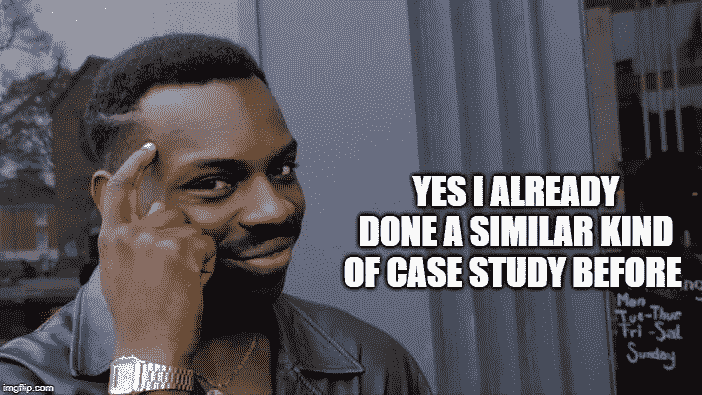 YES I ALREADY
DONE A SIMILAR KIND
OF CASE STUDY BEFORE
Mon
Tue-Thur
Fri-Sat
Sunday
imgflip.com